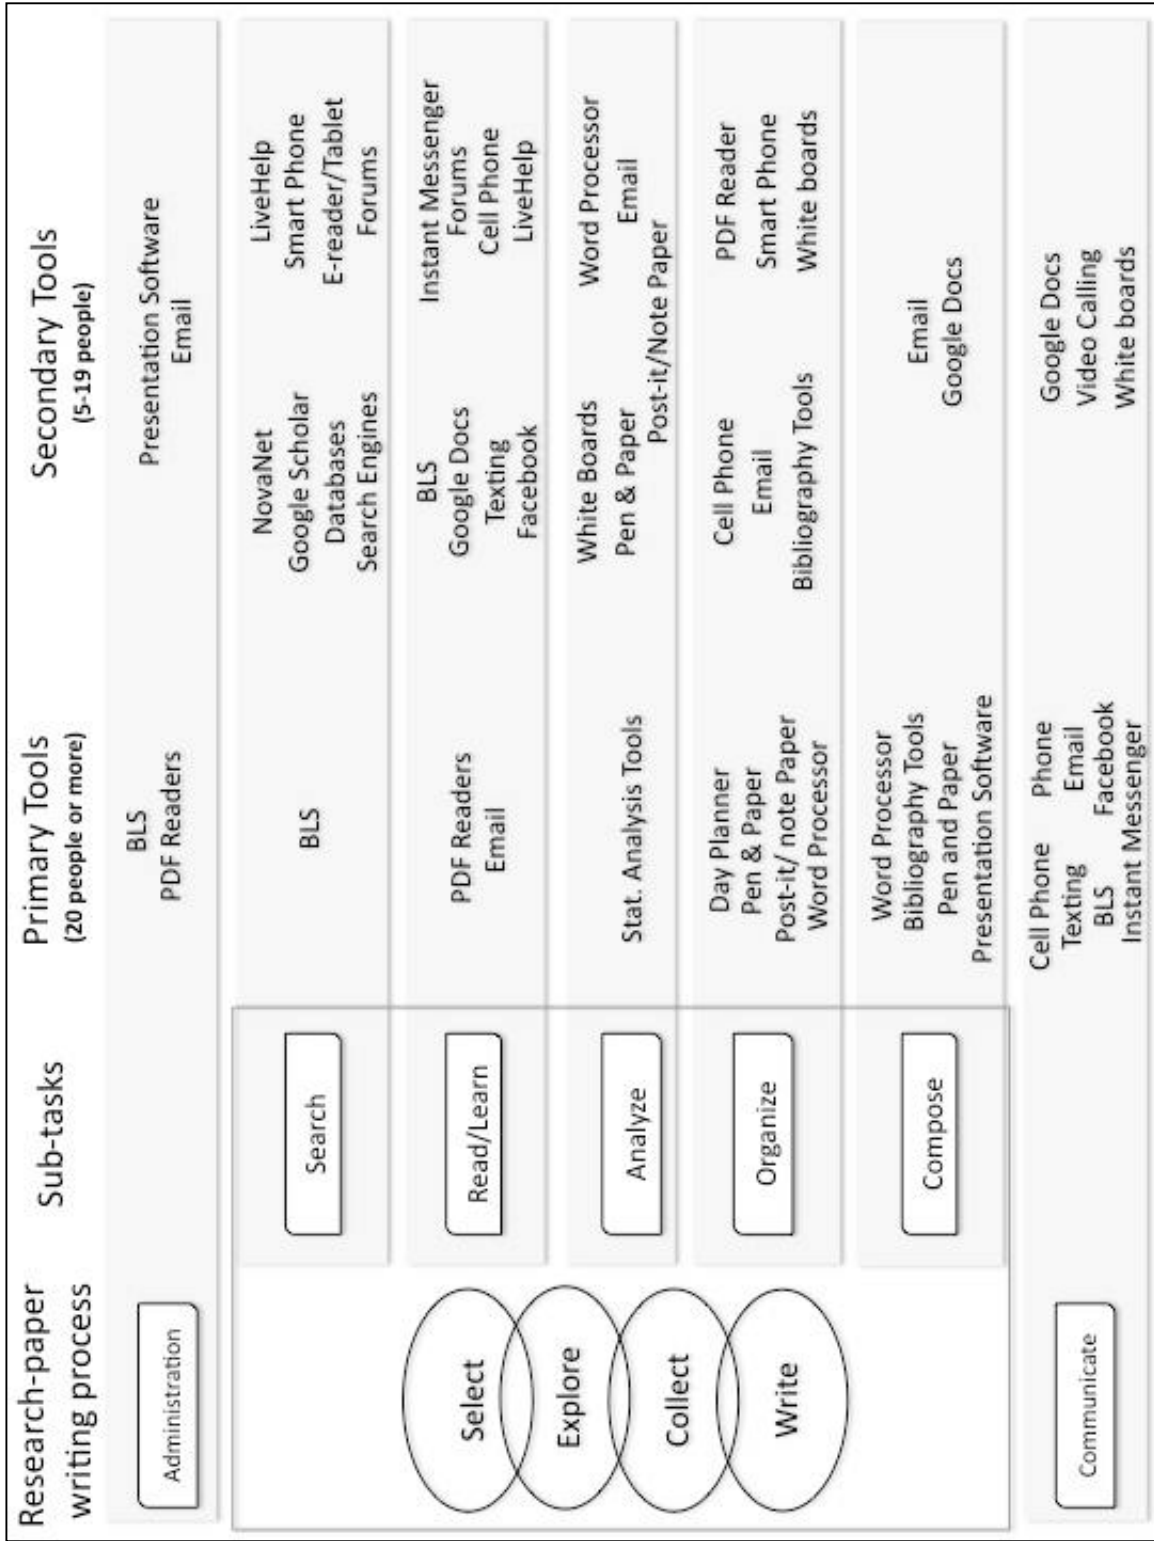 Research-paper
writing process
Sub-tasks
Primary Tools
(20 people or more)
Secondary Tools
(5-19 people)
Administration
BLS
PDF Readers
Presentation Software
Email
Select
Explore
Collect
Write
Search
BLS
NovaNet
Google Scholar
Databases
Search Engines
LiveHelp
Smart Phone
E-reader/Tablet
Forums
Read/Learn
PDF Readers
Email
BLS
Google Docs
Texting
Facebook
Instant Messenger
Forums
Cell Phone
LiveHelp
Analyze
Stat. Analysis Tools
White Boards
Pen & Paper
Word Processor
Email
Post-it/Note Paper
Organize
Day Planner
Pen & Paper
Post-it/ note Paper
Word Processor
Cell Phone
Email
Bibliography Tools
PDF Reader
Smart Phone
White boards
Compose
Word Processor
Bibliography Tools
Pen and Paper
Presentation Software
Email
Google Docs
Communicate
Cell Phone
Texting
BLS
Instant Messenger
Phone
Email
Facebook
Google Docs
Video Calling
White boards